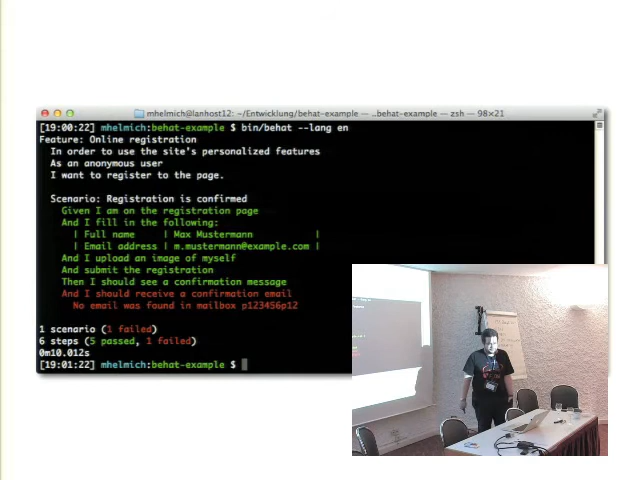 mhelmich@lanhost12: ~/Entwicklung/behat-example — ..behat-example — zsh — 98×21
[19:00:22] mhelmich:behat-example $ bin/behat --lang en
Feature: Online registration
In order to use the site's personalized features
As an anonymous user
I want to register to the page.
Scenario: Registration is confirmed
Given I am on the registration page
And I fill in the following:
| Full name | Max Mustermann |
| Email address | m.mustermann@example.com |
And I upload an image of myself
And submit the registration
Then I should see a confirmation message
And I should receive a confirmation email
No email was found in mailbox p123456p12
1 scenario (1 failed)
6 steps (5 passed, 1 failed)
0m10.012s
[19:01:22] mhelmich:behat-example $